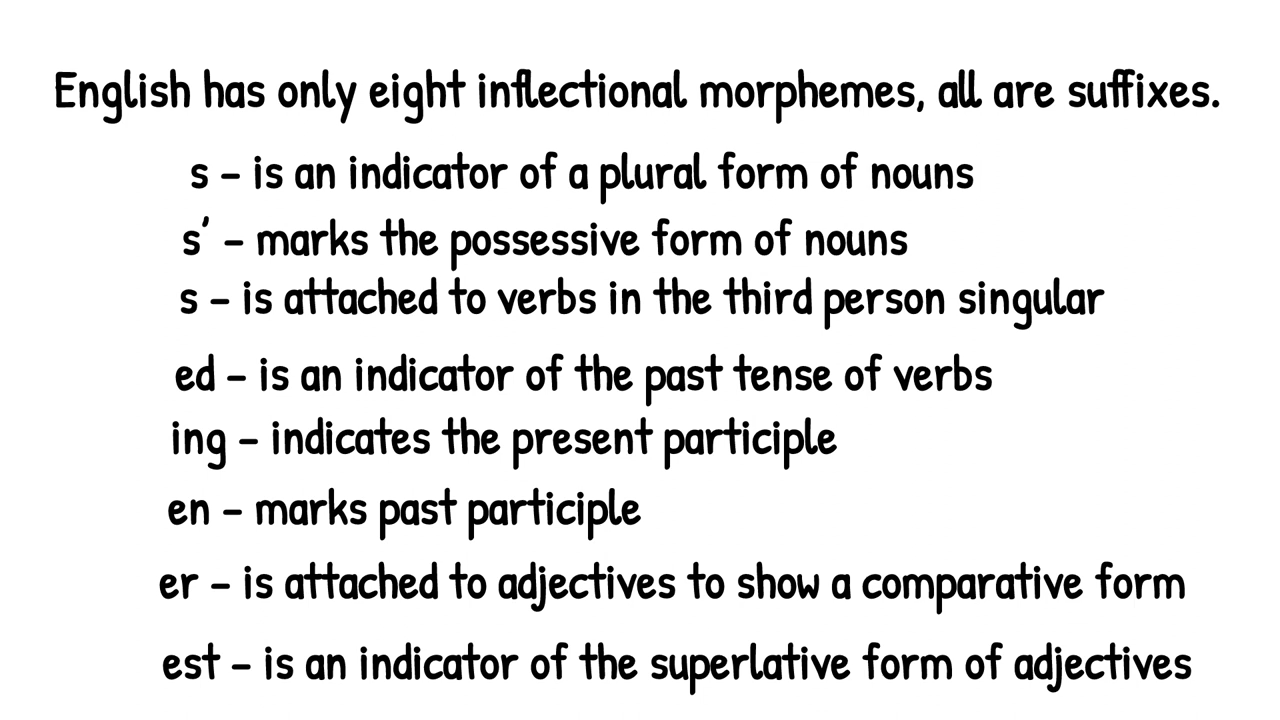 English has only eight inflectional morphemes, all are suffixes.
s – is an indicator of a plural form of nouns
s’ – marks the possessive form of nouns
s – is attached to verbs in the third person singular
ed – is an indicator of the past tense of verbs
ing – indicates the present participle
en – marks past participle
er – is attached to adjectives to show a comparative form
est – is an indicator of the superlative form of adjectives